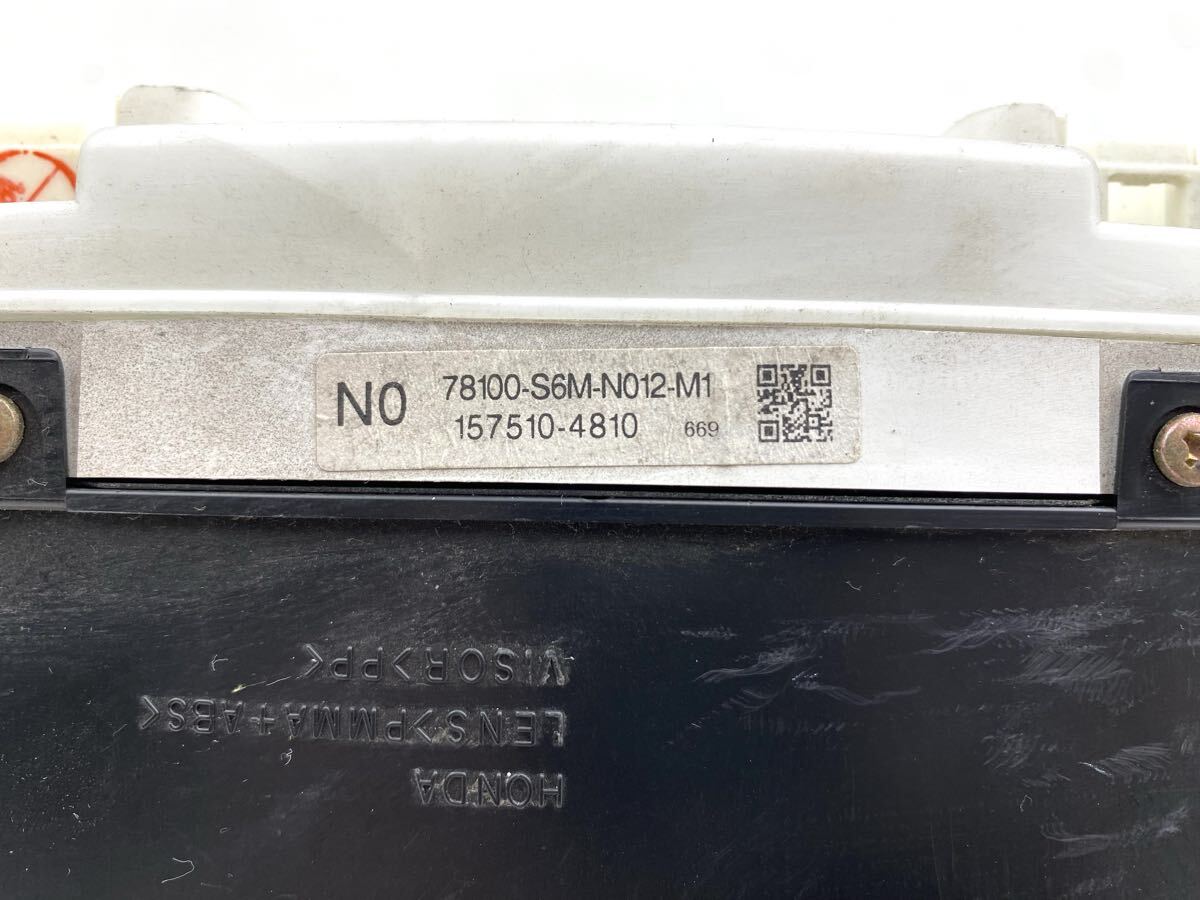 N0
78100-S6M-N012-M1
157510-4810 669
HONDA
LENS>PMMA+ABS<
VISOR>PP<